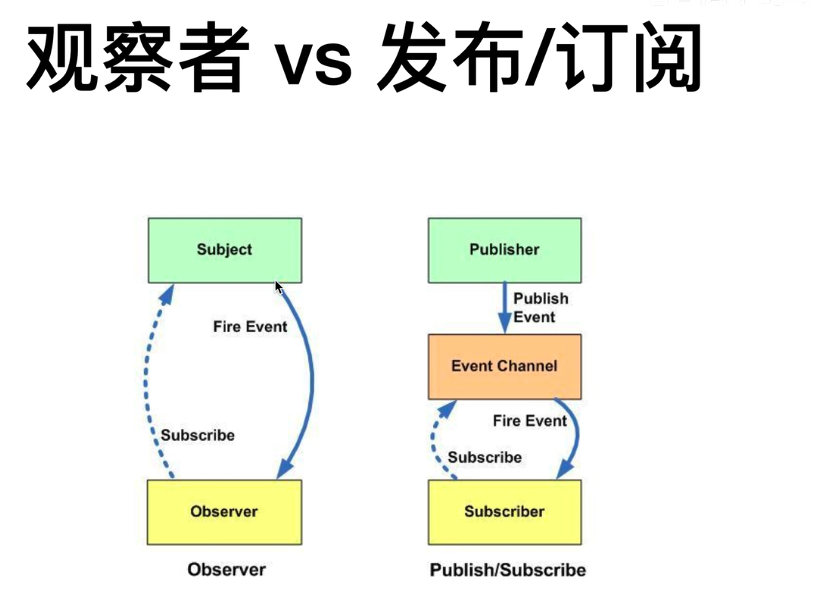 观察者 vs 发布/订阅
Subject
Fire Event
Subscribe
Observer
Observer
Publisher
Publish
Event
Event Channel
Fire Event
Subscribe
Subscriber
Publish/Subscribe